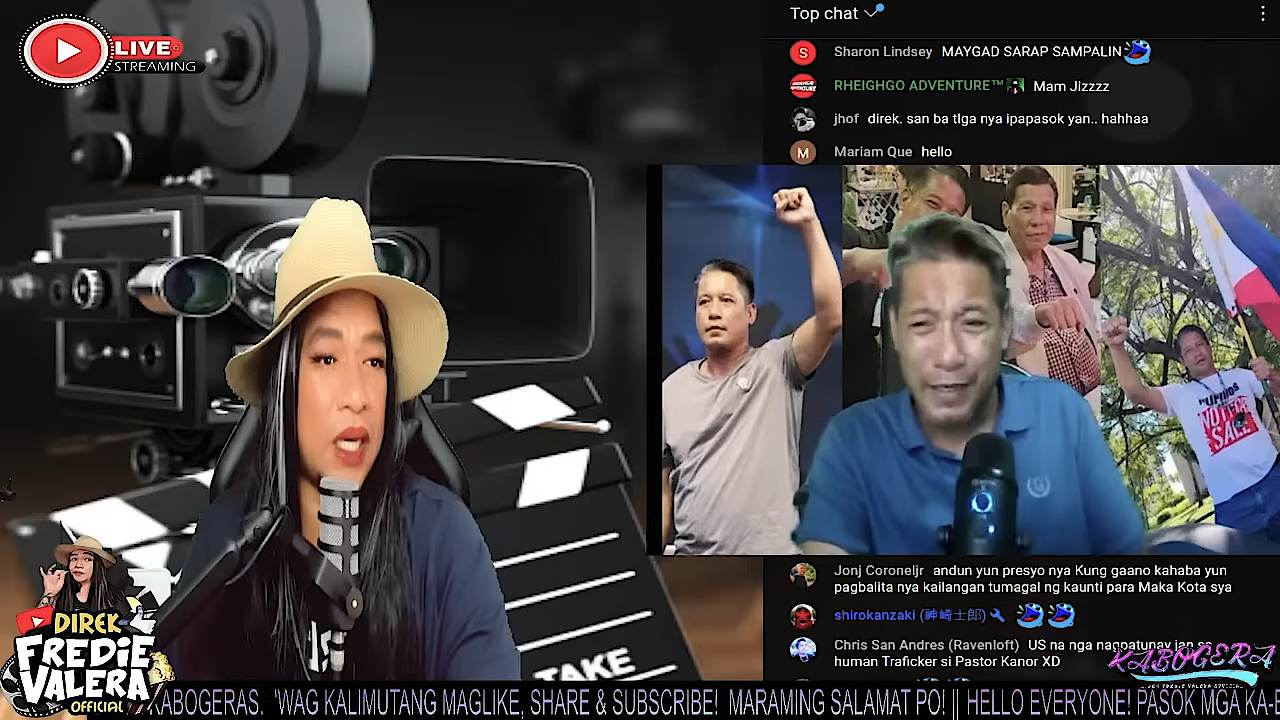 LIVE
STREAMING
Top chat
S Sharon Lindsey MAYGAD SARAP SAMPALIN
RHEIGHGO ADVENTURE™ Mam Jizzzz
jhof direk. san ba tlga nya ipapasok yan.. hahhaa
M Mariam Que hello
NOT FOR
SALE
Jonj Coroneljr andun yun presyo nya Kung gaano kahaba yun
pagbalita nya kailangan tumagal ng kaunti para Maka Kota sya
shirokanzaki (神崎士郎)
Chris San Andres (Ravenloft) US na nga nagpatunay
human Traficker si Pastor Kanor XD
KABOGERA
TAKE
DIREK
FREDIE
VALERA
OFFICIAL
KABOGERAS. 'WAG KALIMUTANG MAGLIKE, SHARE & SUBSCRIBE! MARAMING SALAMAT PO! || HELLO EVERYONE! PASOK MGA KA-